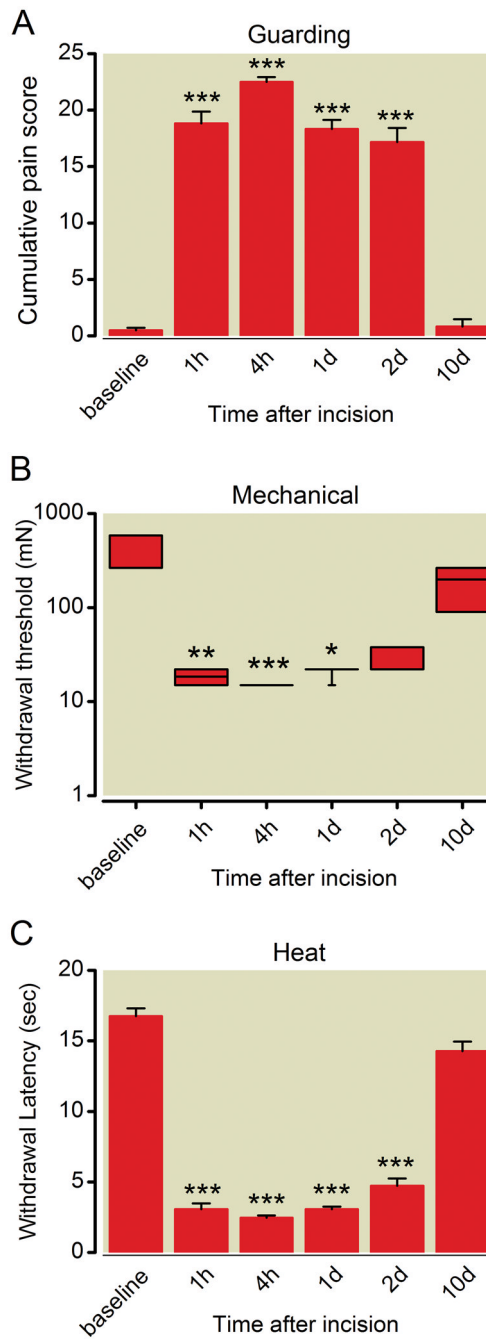 A
Guarding
Cumulative pain score
25
20
15
10
5
0
***
***
***
***
baseline
1h
4h
1d
2d
10d
Time after incision
B
Mechanical
Withdrawal threshold (mN)
1000
100
10
1
**
***
*
baseline
1h
4h
1d
2d
10d
Time after incision
C
Heat
Withdrawal Latency (sec)
20
15
10
5
0
***
***
***
***
baseline
1h
4h
1d
2d
10d
Time after incision